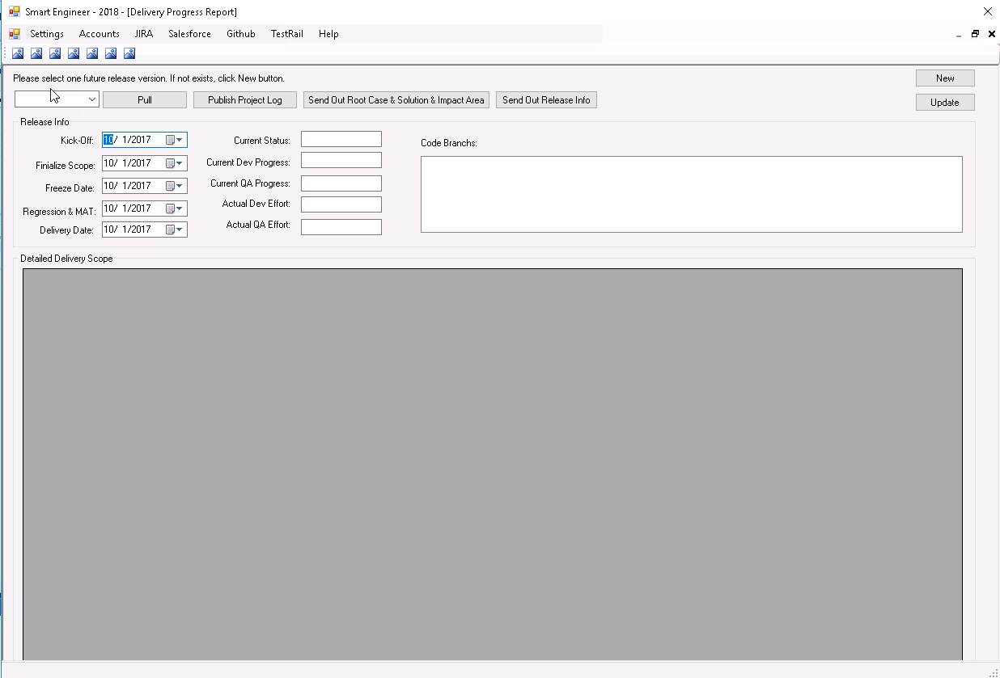 Smart Engineer - 2018 - [Delivery Progress Report]
Settings Accounts JIRA Salesforce Github TestRail Help
Please select one future release version. If not exists, click New button.
New
Pull Publish Project Log Send Out Root Case & Solution & Impact Area Send Out Release Info
Update
Release Info
Kick-Off: 10/ 1/2017 Current Status: Code Branchs:
Finialize Scope: 10/ 1/2017 Current Dev Progress:
Freeze Date: 10/ 1/2017 Current QA Progress:
Regression & MAT: 10/ 1/2017 Actual Dev Effort:
Delivery Date: 10/ 1/2017 Actual QA Effort:
Detailed Delivery Scope